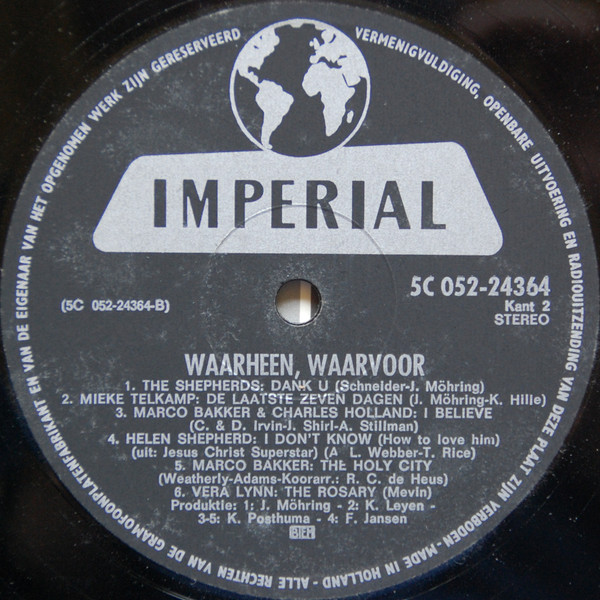 ALLE RECHTEN VAN DE GRAMOFOONPLATENFABRIKANT EN VAN DE EIGENAAR VAN HET OPGENOMEN WERK ZIJN GERESERVEERD
VERMENIGVULDIGING, OPENBARE UITVOERING EN RADIOUITZENDING VAN DEZE PLAAT ZIJN VERBODEN - MADE IN HOLLAND -
IMPERIAL
5C 052-24364
(5C 052-24364-B)
Kant 2
STEREO
WAARHEEN, WAARVOOR
1. THE SHEPHERDS: DANK U (Schneider-J. Möhring)
2. MIEKE TELKAMP: DE LAATSTE ZEVEN DAGEN (J. Möhring-K. Hille)
3. MARCO BAKKER & CHARLES HOLLAND: I BELIEVE
(C. & D. Irvin-J. Shirl-A. Stillman)
4. HELEN SHEPHERD: I DON'T KNOW (How to love him)
(uit: Jesus Christ Superstar) (A L. Webber-T. Rice)
5. MARCO BAKKER: THE HOLY CITY
(Weatherly-Adams-Koorarr.: R. C. de Heus)
6. VERA LYNN: THE ROSARY (Mevin)
Produktie: 1: J. Möhring - 2: K. Leyen -
3-5: K. Posthuma - 4: F. Jansen
BIEM